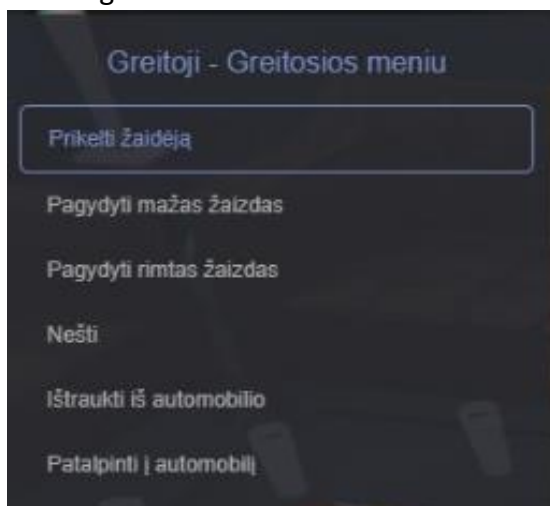 Greitoji - Greitosios meniu
Prikelti žaidėją
Pagydyti mažas žaizdas
Pagydyti rimtas žaizdas
Nešti
Ištraukti iš automobilio
Patalpinti į automobilį